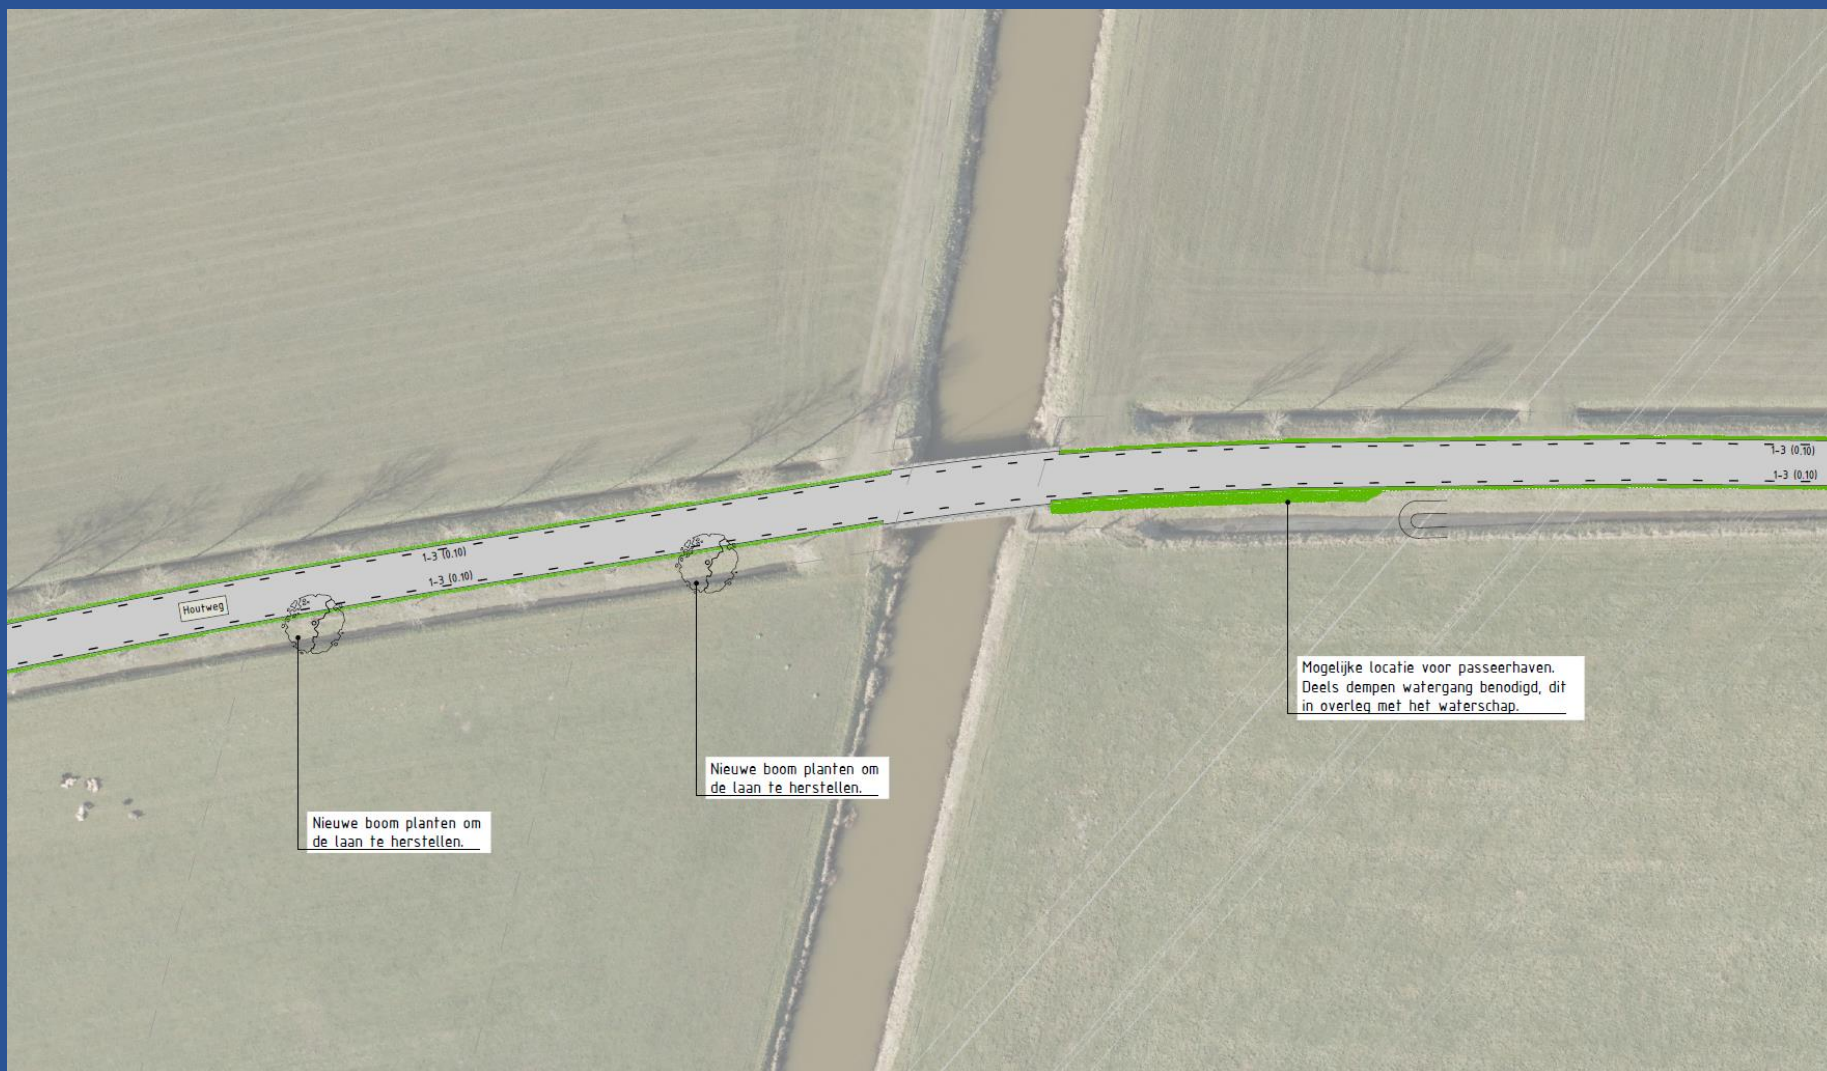 1-3 (0.10)
1-3 (0.10)
1-3 (0.10)
1-3 (0.10)
Houtweg
Mogelijke locatie voor passeerhaven.
Deels dempen watergang benodigd, dit
in overleg met het waterschap.
Nieuwe boom planten om
de laan te herstellen.
Nieuwe boom planten om
de laan te herstellen.